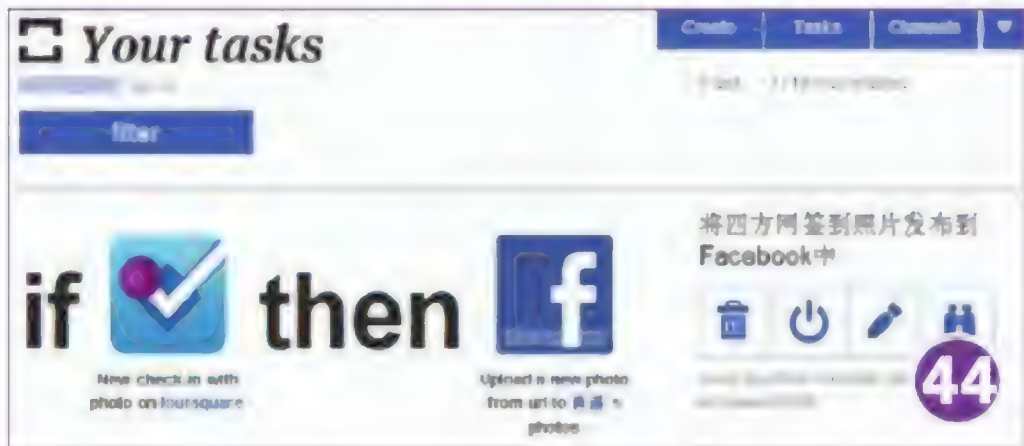 Your tasks
Create
Tasks
Channels
filter
将四方网签到照片发布到
Facebook中
if then
New check in with
photo on foursquare
Upload a new photo
from url to
photos
44